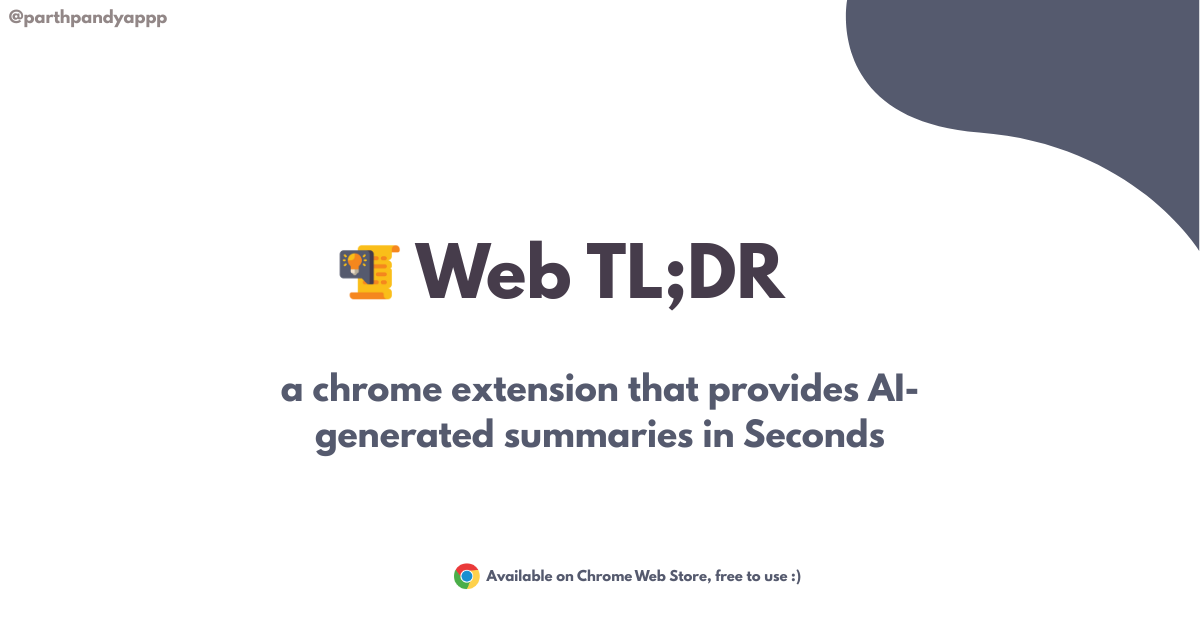 @parthpandyappp
Web TL;DR
a chrome extension that provides AI-
generated summaries in Seconds
Available on Chrome Web Store, free to use :)